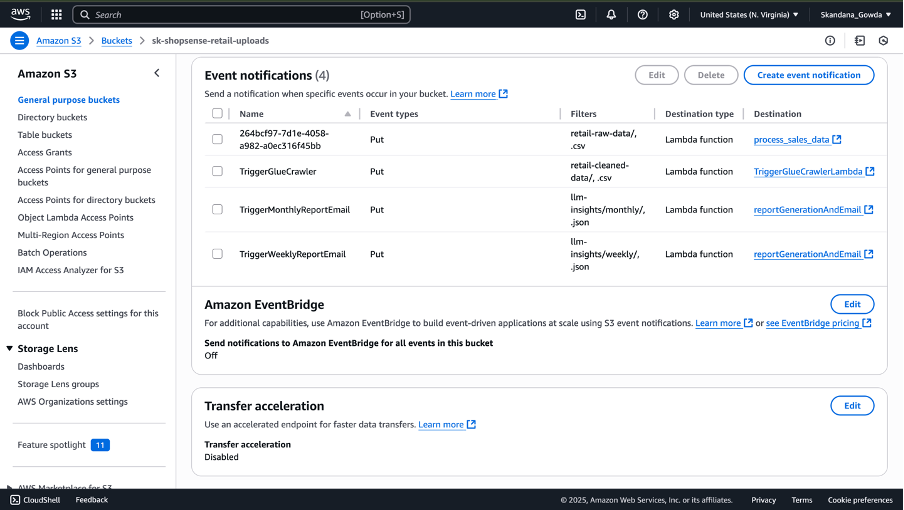 aws
Search [Option+S] United States (N. Virginia) Skandana_Gowda
Amazon S3 > Buckets > sk-shopsense-retail-uploads
Amazon S3
General purpose buckets
Directory buckets
Table buckets
Access Grants
Access Points for general purpose
buckets
Access Points for directory buckets
Object Lambda Access Points
Multi-Region Access Points
Batch Operations
IAM Access Analyzer for S3
Block Public Access settings for this
account
Storage Lens
Dashboards
Storage Lens groups
AWS Organizations settings
Feature spotlight 11
AWS Marketplace for S3
Event notifications (4)
Edit Delete Create event notification
Send a notification when specific events occur in your bucket. Learn more
Name Event types Filters Destination type Destination
264bcf97-7d1e-4058-
a982-a0ec316f45bb
Put
retail-raw-data/,
.csv
Lambda function
process_sales_data
TriggerGlueCrawler
Put
retail-cleaned-
data/, .csv
Lambda function
TriggerGlueCrawlerLambda
TriggerMonthlyReportEmail
Put
llm-
insights/monthly/,
.json
Lambda function
reportGenerationAndEmail
TriggerWeeklyReportEmail
Put
llm-
insights/weekly/,
.json
Lambda function
reportGenerationAndEmail
Amazon EventBridge
Edit
For additional capabilities, use Amazon EventBridge to build event-driven applications at scale using S3 event notifications. Learn more or see EventBridge pricing
Send notifications to Amazon EventBridge for all events in this bucket
Off
Transfer acceleration
Edit
Use an accelerated endpoint for faster data transfers. Learn more
Transfer acceleration
Disabled
CloudShell Feedback © 2025, Amazon Web Services, Inc. or its affiliates. Privacy Terms Cookie preferences